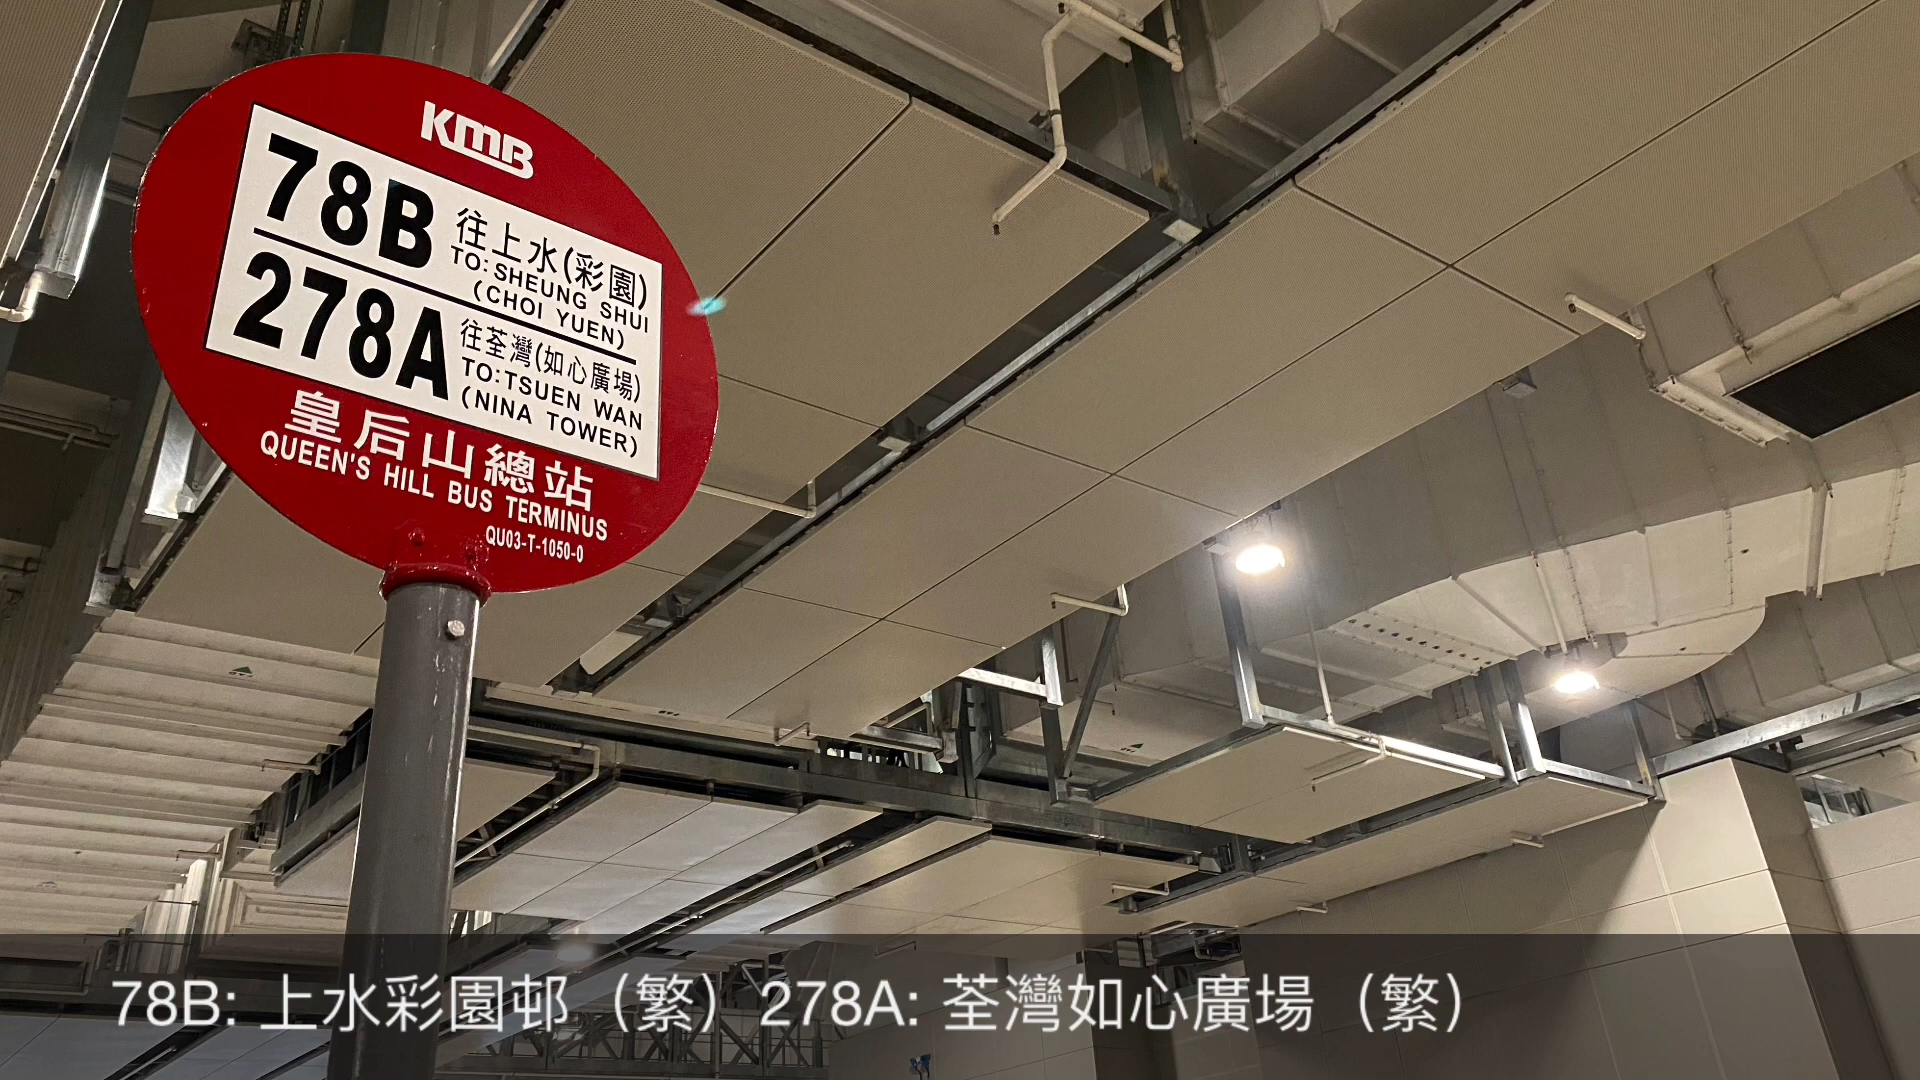 KMB
78B
往上水(彩園)
TO: SHEUNG SHUI
(CHOI YUEN)
278A
往荃灣(如心廣場)
TO: TSUEN WAN
(NINA TOWER)
皇后山總站
QUEEN'S HILL BUS TERMINUS
QU03-T-1050-0
78B: 上水彩園邨（繁）278A: 荃灣如心廣場（繁）